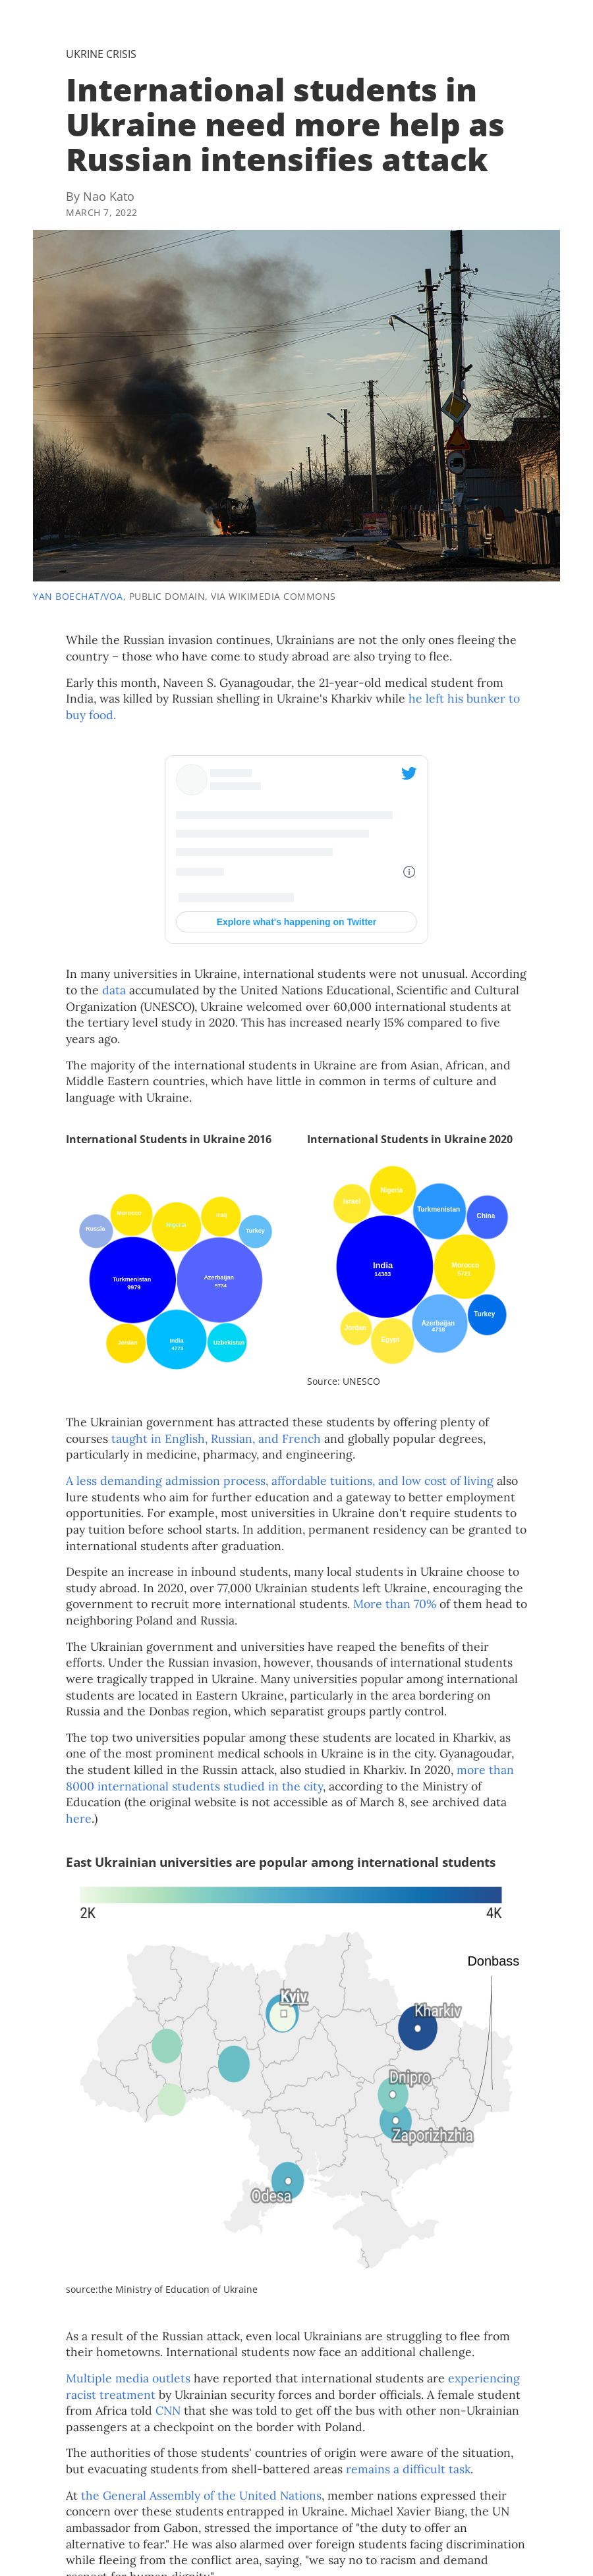 UKRINE CRISIS
International students in
Ukraine need more help as
Russian intensifies attack
By Nao Kato
MARCH 7, 2022
YAN BOECHAT/VOA, PUBLIC DOMAIN, VIA WIKIMEDIA COMMONS
While the Russian invasion continues, Ukrainians are not the only ones fleeing the
country – those who have come to study abroad are also trying to flee.
Early this month, Naveen S. Gyanagoudar, the 21-year-old medical student from
India, was killed by Russian shelling in Ukraine's Kharkiv while he left his bunker to
buy food.
Explore what's happening on Twitter
In many universities in Ukraine, international students were not unusual. According
to the data accumulated by the United Nations Educational, Scientific and Cultural
Organization (UNESCO), Ukraine welcomed over 60,000 international students at
the tertiary level study in 2020. This has increased nearly 15% compared to five
years ago.
The majority of the international students in Ukraine are from Asian, African, and
Middle Eastern countries, which have little in common in terms of culture and
language with Ukraine.
International Students in Ukraine 2016
Morocco
Nigeria
Iraq
Russia
Turkey
Turkmenistan
9979
Azerbaijan
9734
Jordan
India
4773
Uzbekistan
International Students in Ukraine 2020
Nigeria
Israel
Turkmenistan
China
India
14383
Morocco
Azerbaijan
4718
Turkey
Jordan
Egypt
Source: UNESCO
The Ukrainian government has attracted these students by offering plenty of
courses taught in English, Russian, and French and globally popular degrees,
particularly in medicine, pharmacy, and engineering.
A less demanding admission process, affordable tuitions, and low cost of living also
lure students who aim for further education and a gateway to better employment
opportunities. For example, most universities in Ukraine don't require students to
pay tuition before school starts. In addition, permanent residency can be granted to
international students after graduation.
Despite an increase in inbound students, many local students in Ukraine choose to
study abroad. In 2020, over 77,000 Ukrainian students left Ukraine, encouraging the
government to recruit more international students. More than 70% of them head to
neighboring Poland and Russia.
The Ukrainian government and universities have reaped the benefits of their
efforts. Under the Russian invasion, however, thousands of international students
were tragically trapped in Ukraine. Many universities popular among international
students are located in Eastern Ukraine, particularly in the area bordering on
Russia and the Donbas region, which separatist groups partly control.
The top two universities popular among these students are located in Kharkiv, as
one of the most prominent medical schools in Ukraine is in the city. Gyanagoudar,
the student killed in the Russin attack, also studied in Kharkiv. In 2020, more than
8000 international students studied in the city, according to the Ministry of
Education (the original website is not accessible as of March 8, see archived data
here.)
East Ukrainian universities are popular among international students
2K
4K
Donbass
Kyiv
Kharkiv
Dnipro
Zaporizhzhia
Odesa
source:the Ministry of Education of Ukraine
As a result of the Russian attack, even local Ukrainians are struggling to flee from
their hometowns. International students now face an additional challenge.
Multiple media outlets have reported that international students are experiencing
racist treatment by Ukrainian security forces and border officials. A female student
from Africa told CNN that she was told to get off the bus with other non-Ukrainian
passengers at a checkpoint on the border with Poland.
The authorities of those students' countries of origin were aware of the situation,
but evacuating students from shell-battered areas remains a difficult task.
At the General Assembly of the United Nations, member nations expressed their
concern over these students entrapped in Ukraine. Michael Xavier Biang, the UN
ambassador from Gabon, stressed the importance of "the duty to offer an
alternative to fear." He was also alarmed over foreign students facing discrimination
while fleeing from the conflict area, saying, "we say no to racism and demand